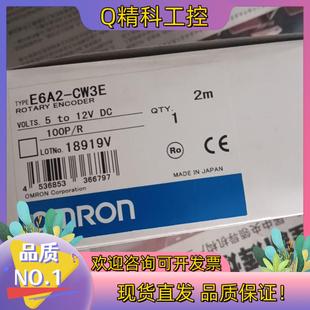 Q精科工控
TYPE E6A2-CW3E 2m
ROTARY ENCODER
VOLTS. 5 to 12V DC QTY. 1
100P/R
LOTNo. 18919V
Ro
4 536853 366797
MADE IN JAPAN
OMRON Corporation
OMRON
品质
NO.1
欢迎咨询可开发票
现货直发 品质保证!